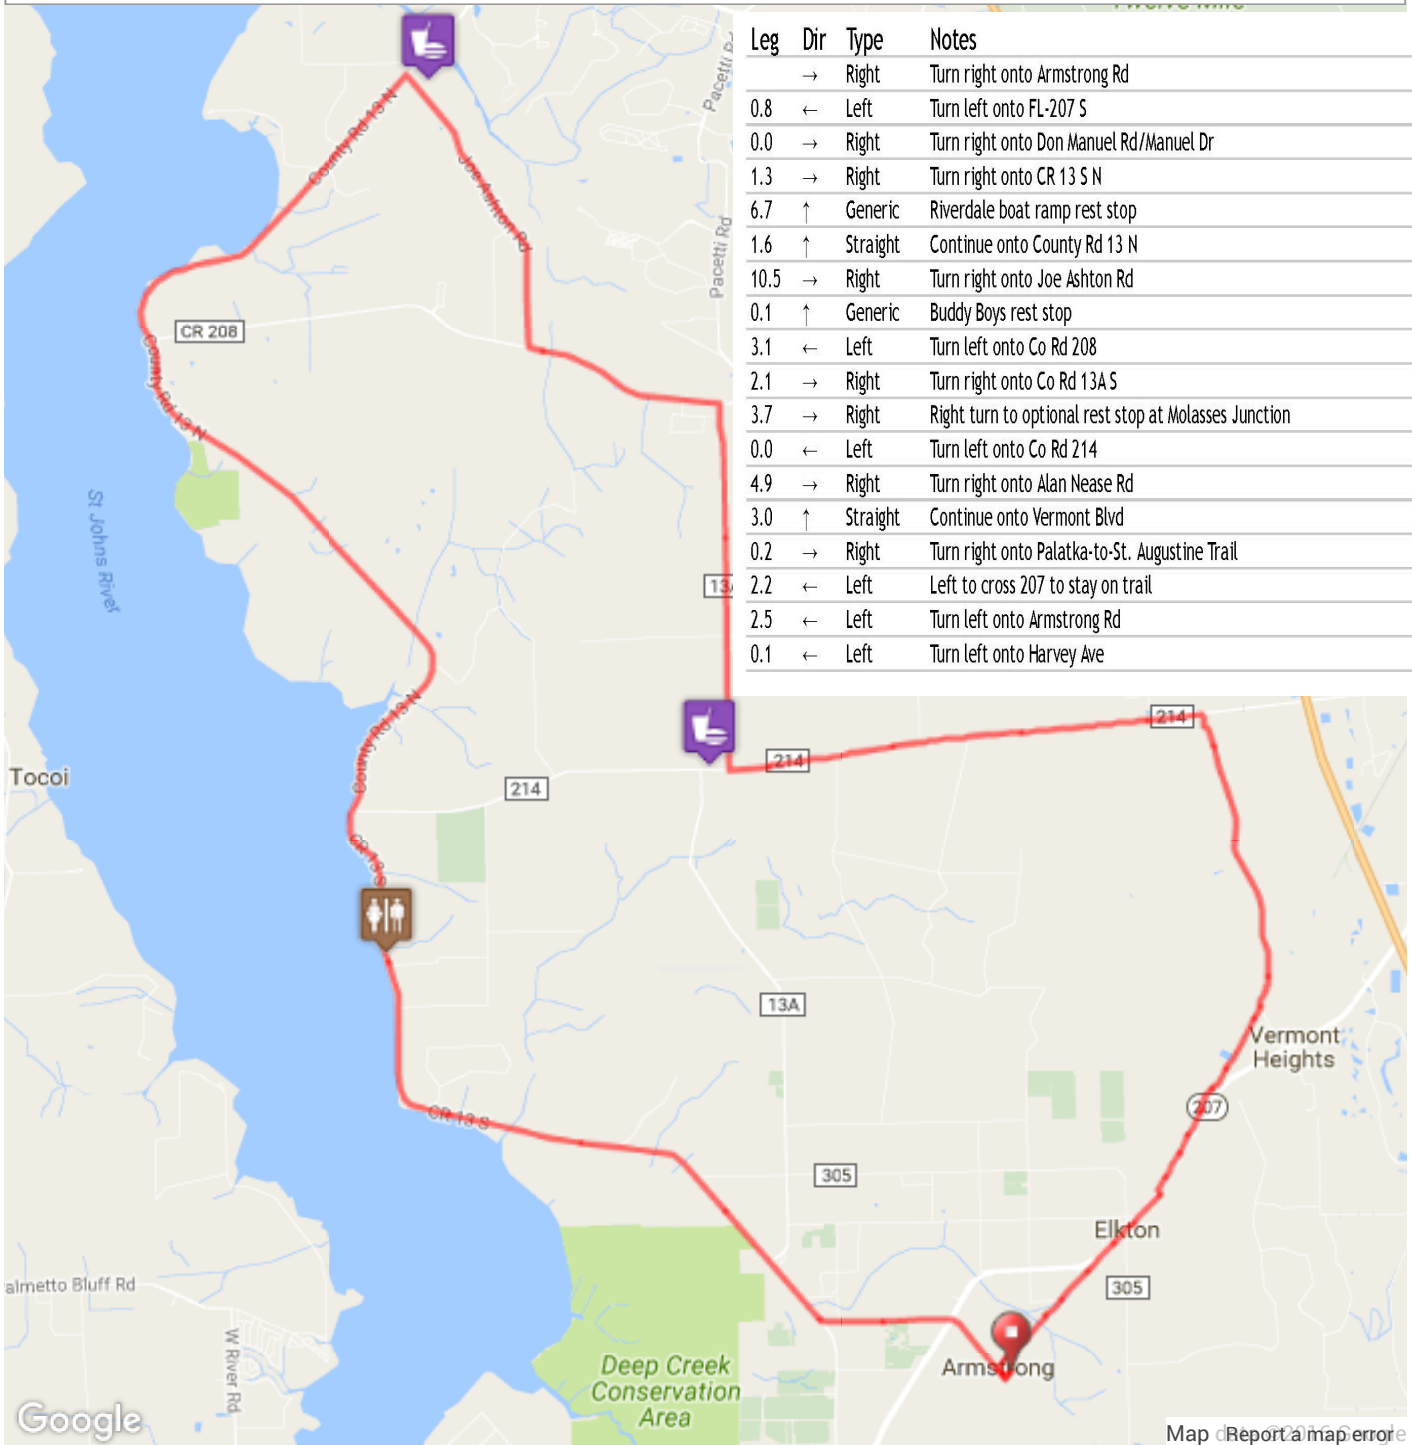 Twelve Mile
Leg Dir Type Notes
→ Right Turn right onto Armstrong Rd
0.8 ← Left Turn left onto FL-207 S
0.0 → Right Turn right onto Don Manuel Rd/Manuel Dr
1.3 → Right Turn right onto CR 13 S N
6.7 ↑ Generic Riverdale boat ramp rest stop
1.6 ↑ Straight Continue onto County Rd 13 N
10.5 → Right Turn right onto Joe Ashton Rd
0.1 ↑ Generic Buddy Boys rest stop
3.1 ← Left Turn left onto Co Rd 208
2.1 → Right Turn right onto Co Rd 13A S
3.7 → Right Right turn to optional rest stop at Molasses Junction
0.0 ← Left Turn left onto Co Rd 214
4.9 → Right Turn right onto Alan Nease Rd
3.0 ↑ Straight Continue onto Vermont Blvd
0.2 → Right Turn right onto Palatka-to-St. Augustine Trail
2.2 ← Left Left to cross 207 to stay on trail
2.5 ← Left Turn left onto Armstrong Rd
0.1 ← Left Turn left onto Harvey Ave
Pacetti Rd
County Rd 13 N
Joe Ashton Rd
Pacetti Rd
CR 208
County Rd 13 N
St Johns River
13A
County Rd 13 N
214
214
Tocoi
214
CR 13 S
13A
Vermont
Heights
207
CR 13 S
305
Elkton
almetto Bluff Rd
305
W River Rd
Armstrong
Deep Creek
Conservation
Area
Google
Map data ©2016 Google
Report a map error